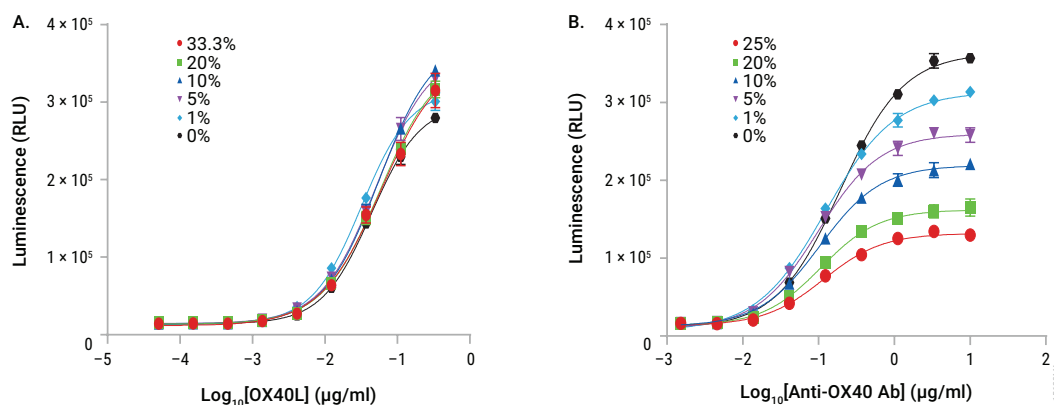 A.
4 × 10⁵
3 × 10⁵
2 × 10⁵
1 × 10⁵
0
Luminescence (RLU)
33.3%
20%
10%
5%
1%
0%
−5
−4
−3
−2
−1
0
Log₁₀[OX40L] (μg/ml)
B.
4 × 10⁵
3 × 10⁵
2 × 10⁵
1 × 10⁵
0
Luminescence (RLU)
25%
20%
10%
5%
1%
0%
−3
−2
−1
0
1
2
Log₁₀[Anti-OX40 Ab] (μg/ml)